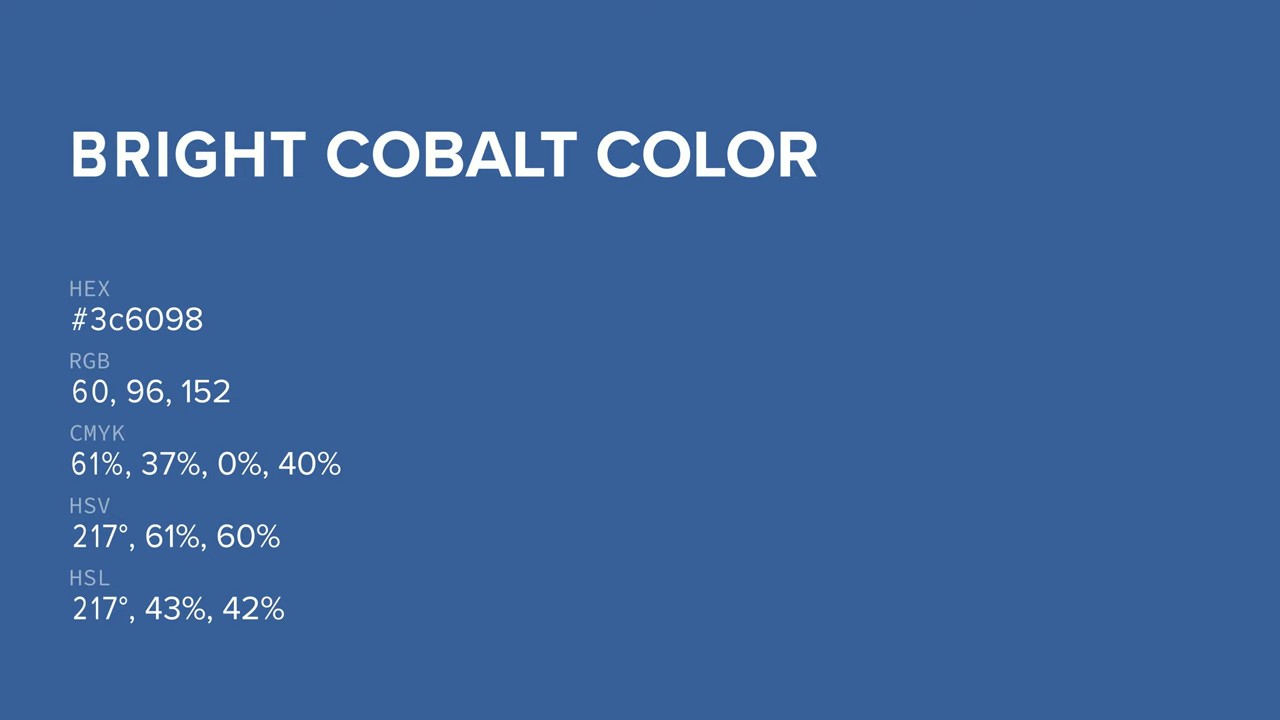 BRIGHT COBALT COLOR
HEX
#3c6098
RGB
60, 96, 152
CMYK
61%, 37%, 0%, 40%
HSV
217°, 61%, 60%
HSL
217°, 43%, 42%